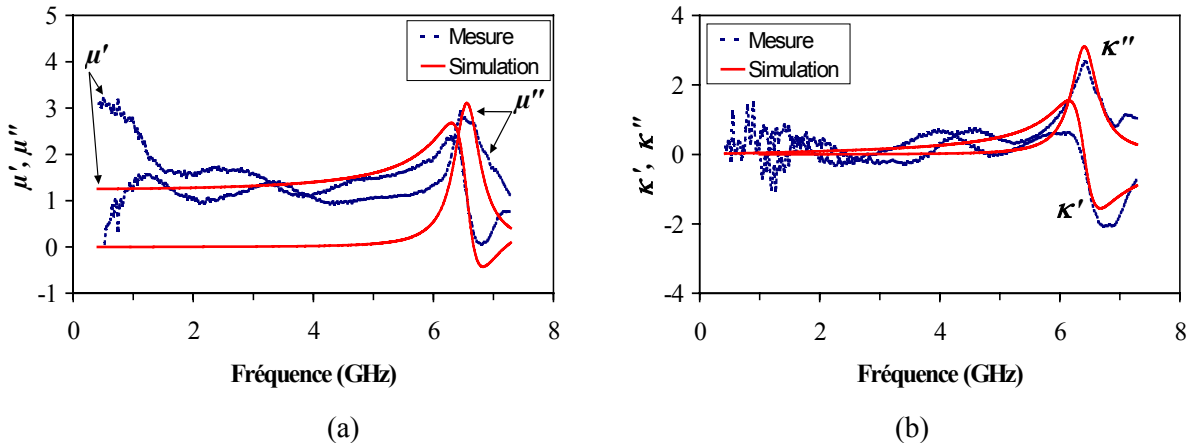 5
4
3
2
1
0
-1
0 2 4 6 8
μ', μ''
Fréquence (GHz)
Mesure
Simulation
μ'
μ''
(a)
4
2
0
-2
-4
0 2 4 6 8
κ', κ''
Fréquence (GHz)
Mesure
Simulation
κ''
κ'
(b)